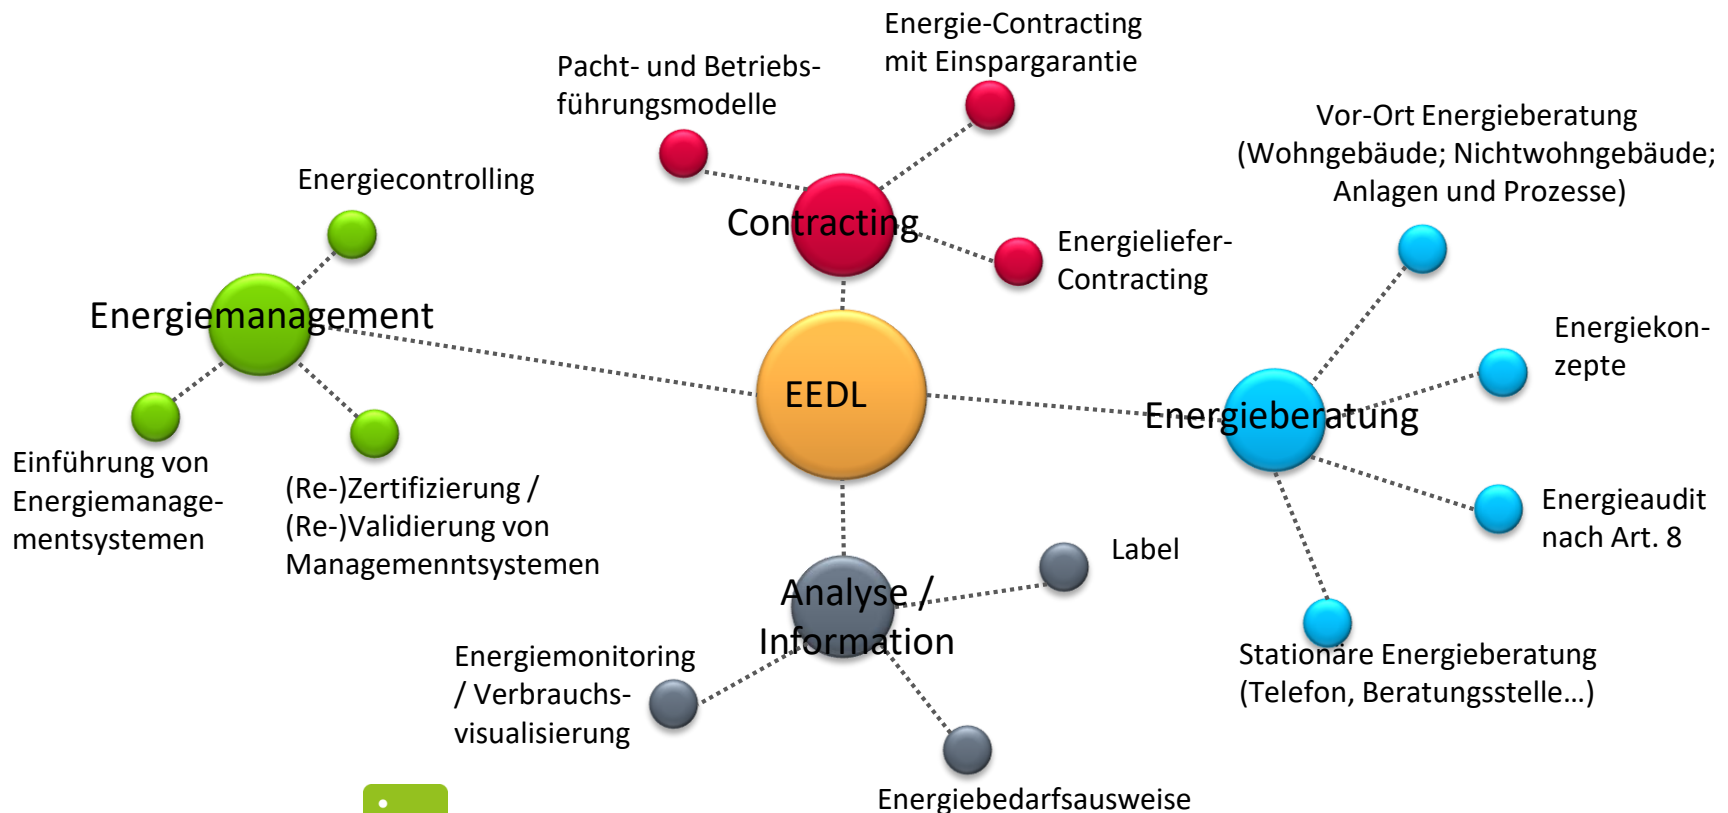 Energie-Contracting
mit Einspargarantie
Pacht- und Betriebs-
führungsmodelle
Contracting
Energieliefer-
Contracting
Vor-Ort Energieberatung
(Wohngebäude; Nichtwohngebäude;
Anlagen und Prozesse)
Energiecontrolling
Energiemanagement
Einführung von
Energiemanage-
mentsystemen
(Re-)Zertifizierung /
(Re-)Validierung von
Managemenntsystemen
EEDL
Energiekon-
zepte
Energieberatung
Energieaudit
nach Art. 8
Stationäre Energieberatung
(Telefon, Beratungsstelle...)
Label
Analyse /
Information
Energiemonitoring
/ Verbrauchs-
visualisierung
Energiebedarfsausweise